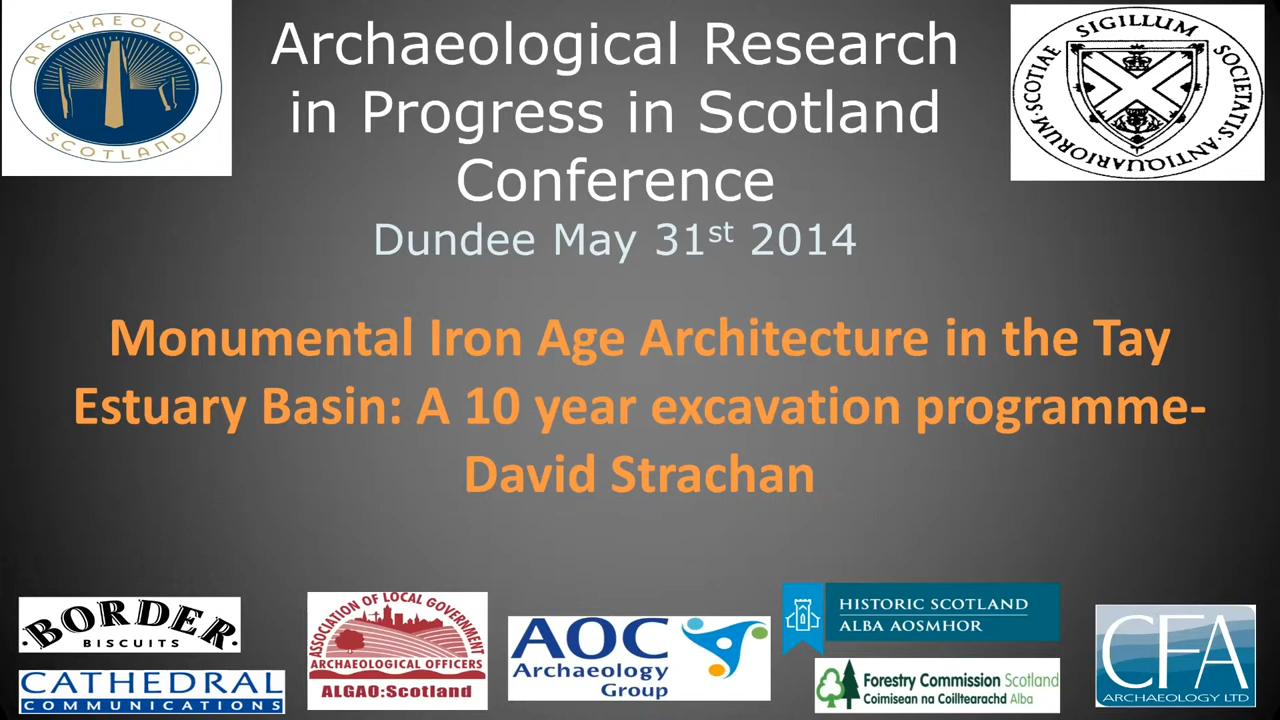 ARCHAEOLOGY
SCOTLAND
Archaeological Research
in Progress in Scotland
Conference
Dundee May 31st 2014
SIGILLUM SOCIETATIS ANTIQUARIORUM SCOTIAE
Monumental Iron Age Architecture in the Tay
Estuary Basin: A 10 year excavation programme-
David Strachan
·BORDER·
BISCUITS
CATHEDRAL
COMMUNICATIONS
ASSOCIATION OF LOCAL GOVERNMENT
ARCHAEOLOGICAL OFFICERS
ALGAO:Scotland
AOC
Archaeology
Group
HISTORIC SCOTLAND
ALBA AOSMHOR
Forestry Commission Scotland
Coimisean na Coilltearachd Alba
CFA
ARCHAEOLOGY LTD